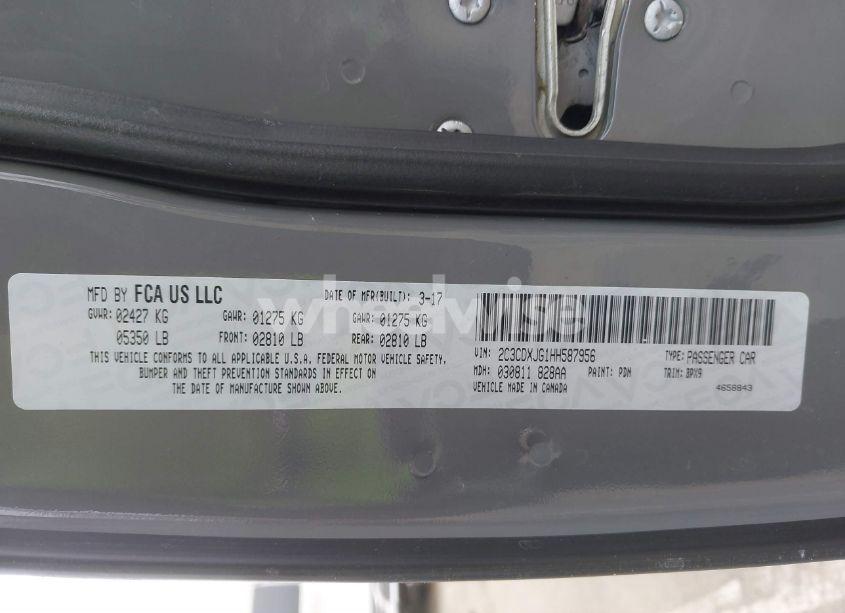 MFD BY FCA US LLC DATE OF MFR(BUILT): 3-17
GVWR: 02427 KG GAWR: 01275 KG GAWR: 01275 KG
05350 LB FRONT: 02810 LB REAR: 02810 LB
THIS VEHICLE CONFORMS TO ALL APPLICABLE U.S.A. FEDERAL MOTOR VEHICLE SAFETY,
BUMPER AND THEFT PREVENTION STANDARDS IN EFFECT ON
THE DATE OF MANUFACTURE SHOWN ABOVE.
VIN: 2C3CDXJG1HH587956 TYPE: PASSENGER CAR
MDH: 030811 828AA PAINT: PDN TRIM: BPX9
VEHICLE MADE IN CANADA 4658843
wheelwise